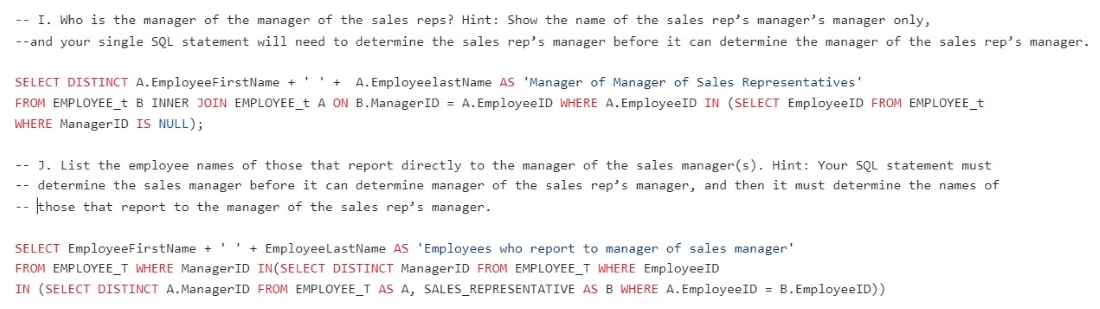 -- I. Who is the manager of the manager of the sales reps? Hint: Show the name of the sales rep’s manager’s manager only,
--and your single SQL statement will need to determine the sales rep’s manager before it can determine the manager of the sales rep’s manager.
SELECT DISTINCT A.EmployeeFirstName + ' ' + A.EmployeelastName AS 'Manager of Manager of Sales Representatives'
FROM EMPLOYEE_t B INNER JOIN EMPLOYEE_t A ON B.ManagerID = A.EmployeeID WHERE A.EmployeeID IN (SELECT EmployeeID FROM EMPLOYEE_t
WHERE ManagerID IS NULL);
-- J. List the employee names of those that report directly to the manager of the sales manager(s). Hint: Your SQL statement must
-- determine the sales manager before it can determine manager of the sales rep’s manager, and then it must determine the names of
-- those that report to the manager of the sales rep’s manager.
SELECT EmployeeFirstName + ' ' + EmployeeLastName AS 'Employees who report to manager of sales manager'
FROM EMPLOYEE_T WHERE ManagerID IN(SELECT DISTINCT ManagerID FROM EMPLOYEE_T WHERE EmployeeID
IN (SELECT DISTINCT A.ManagerID FROM EMPLOYEE_T AS A, SALES_REPRESENTATIVE AS B WHERE A.EmployeeID = B.EmployeeID))